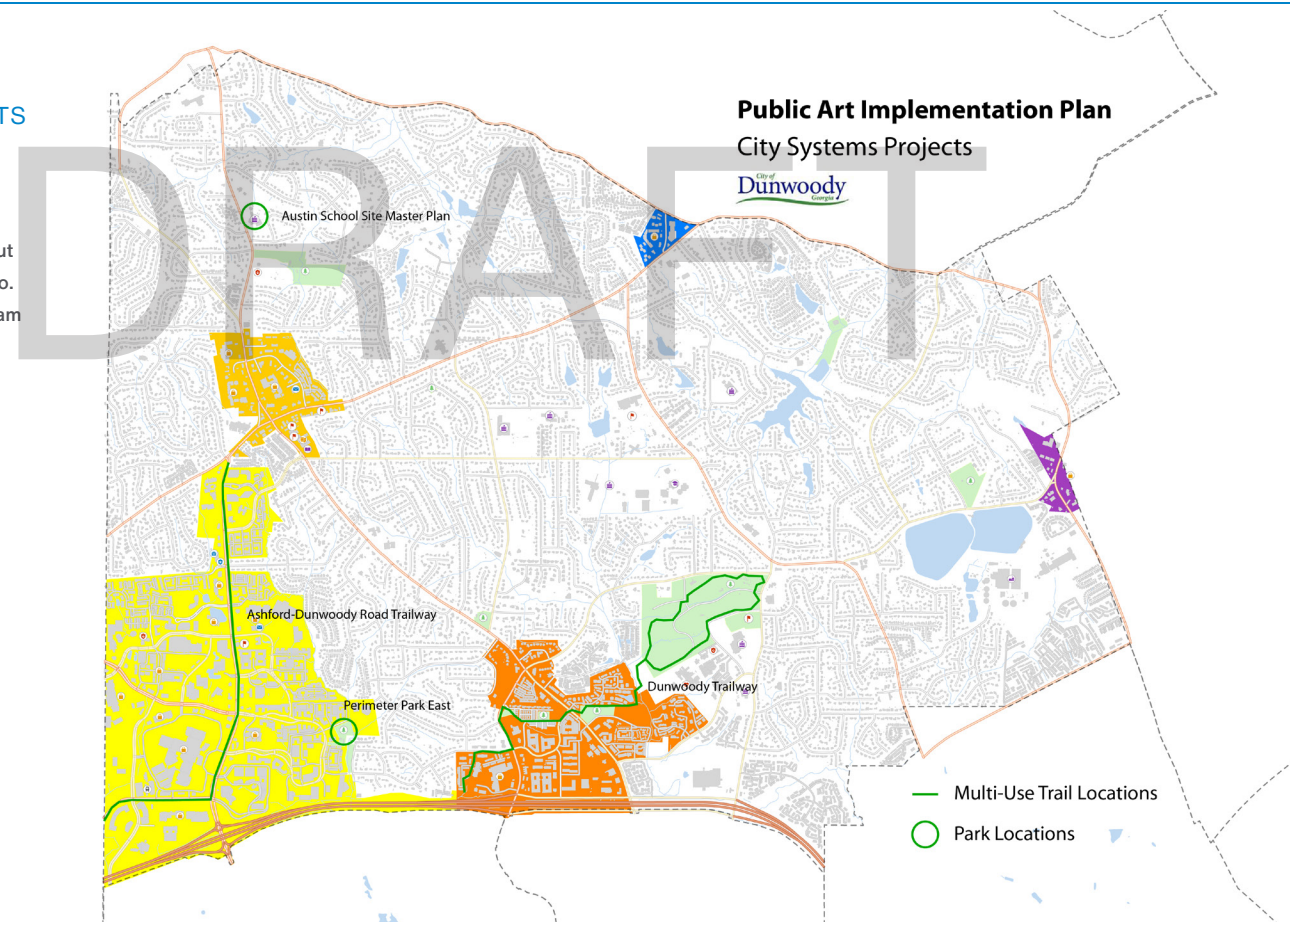 TS
ut
o.
am
DRAFT
Public Art Implementation Plan
City Systems Projects
City of
Dunwoody
Georgia
Austin School Site Master Plan
Ashford-Dunwoody Road Trailway
Dunwoody Trailway
Perimeter Park East
Multi-Use Trail Locations
Park Locations